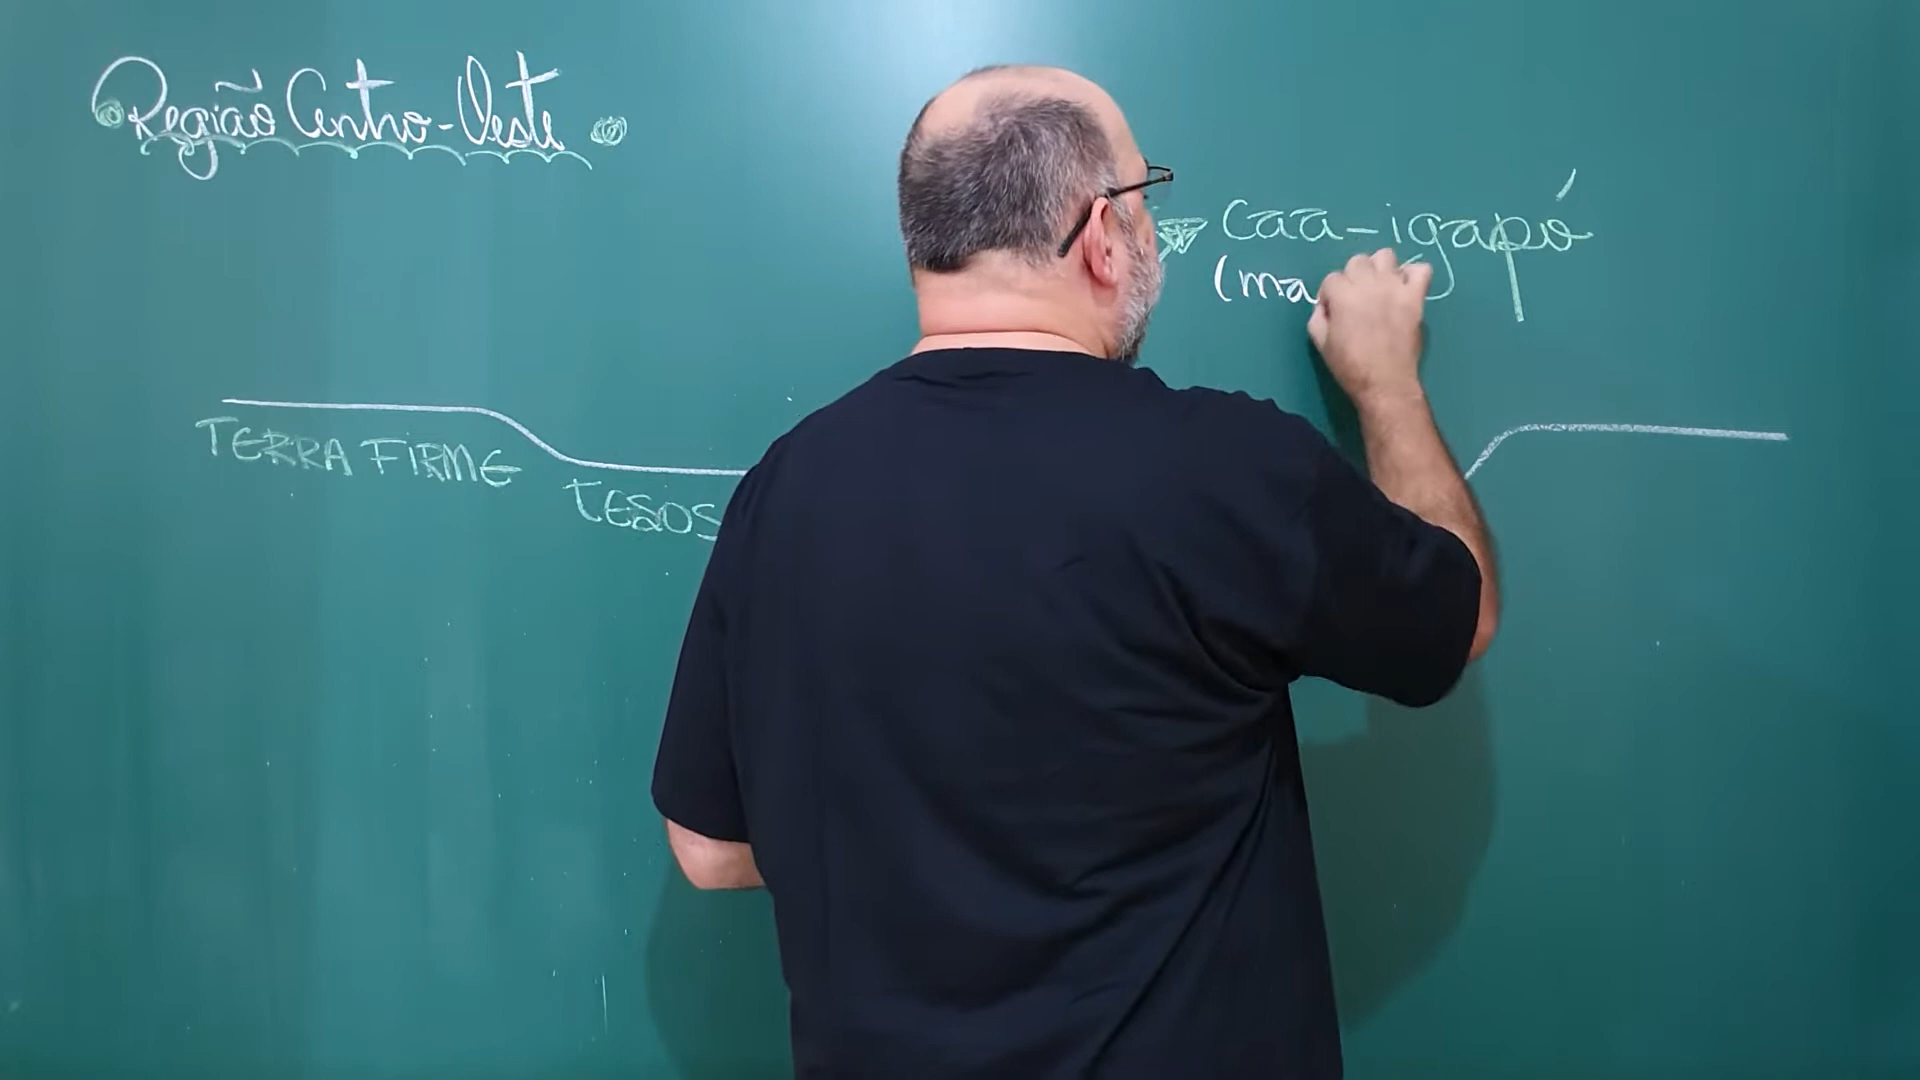 Região Centro-Oeste
Caa-igapó
(ma
TERRA FIRME
TESOS